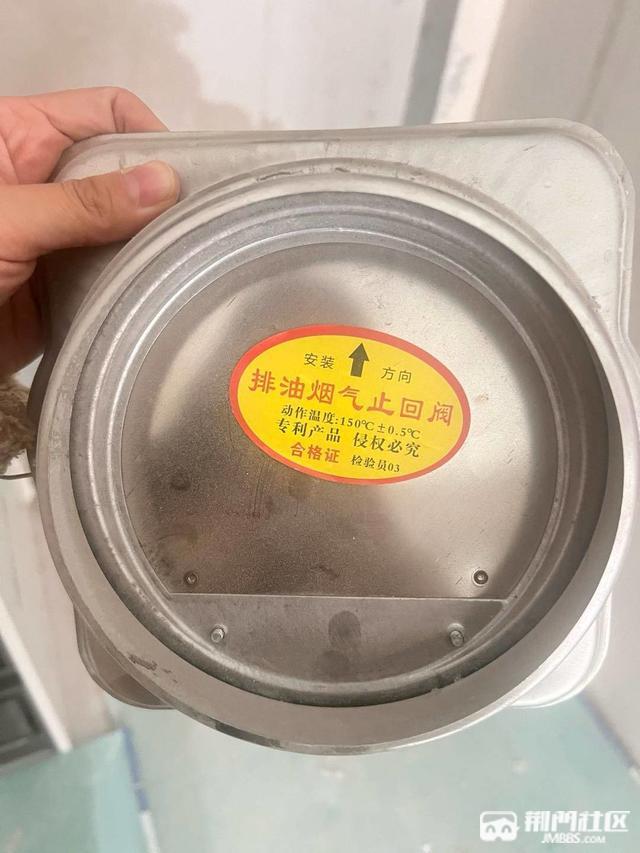 安装 方向
排油烟气止回阀
动作温度:150℃±0.5℃
专利产品 侵权必究
合格证 检验员03
荆门社区
JMBBS.COM